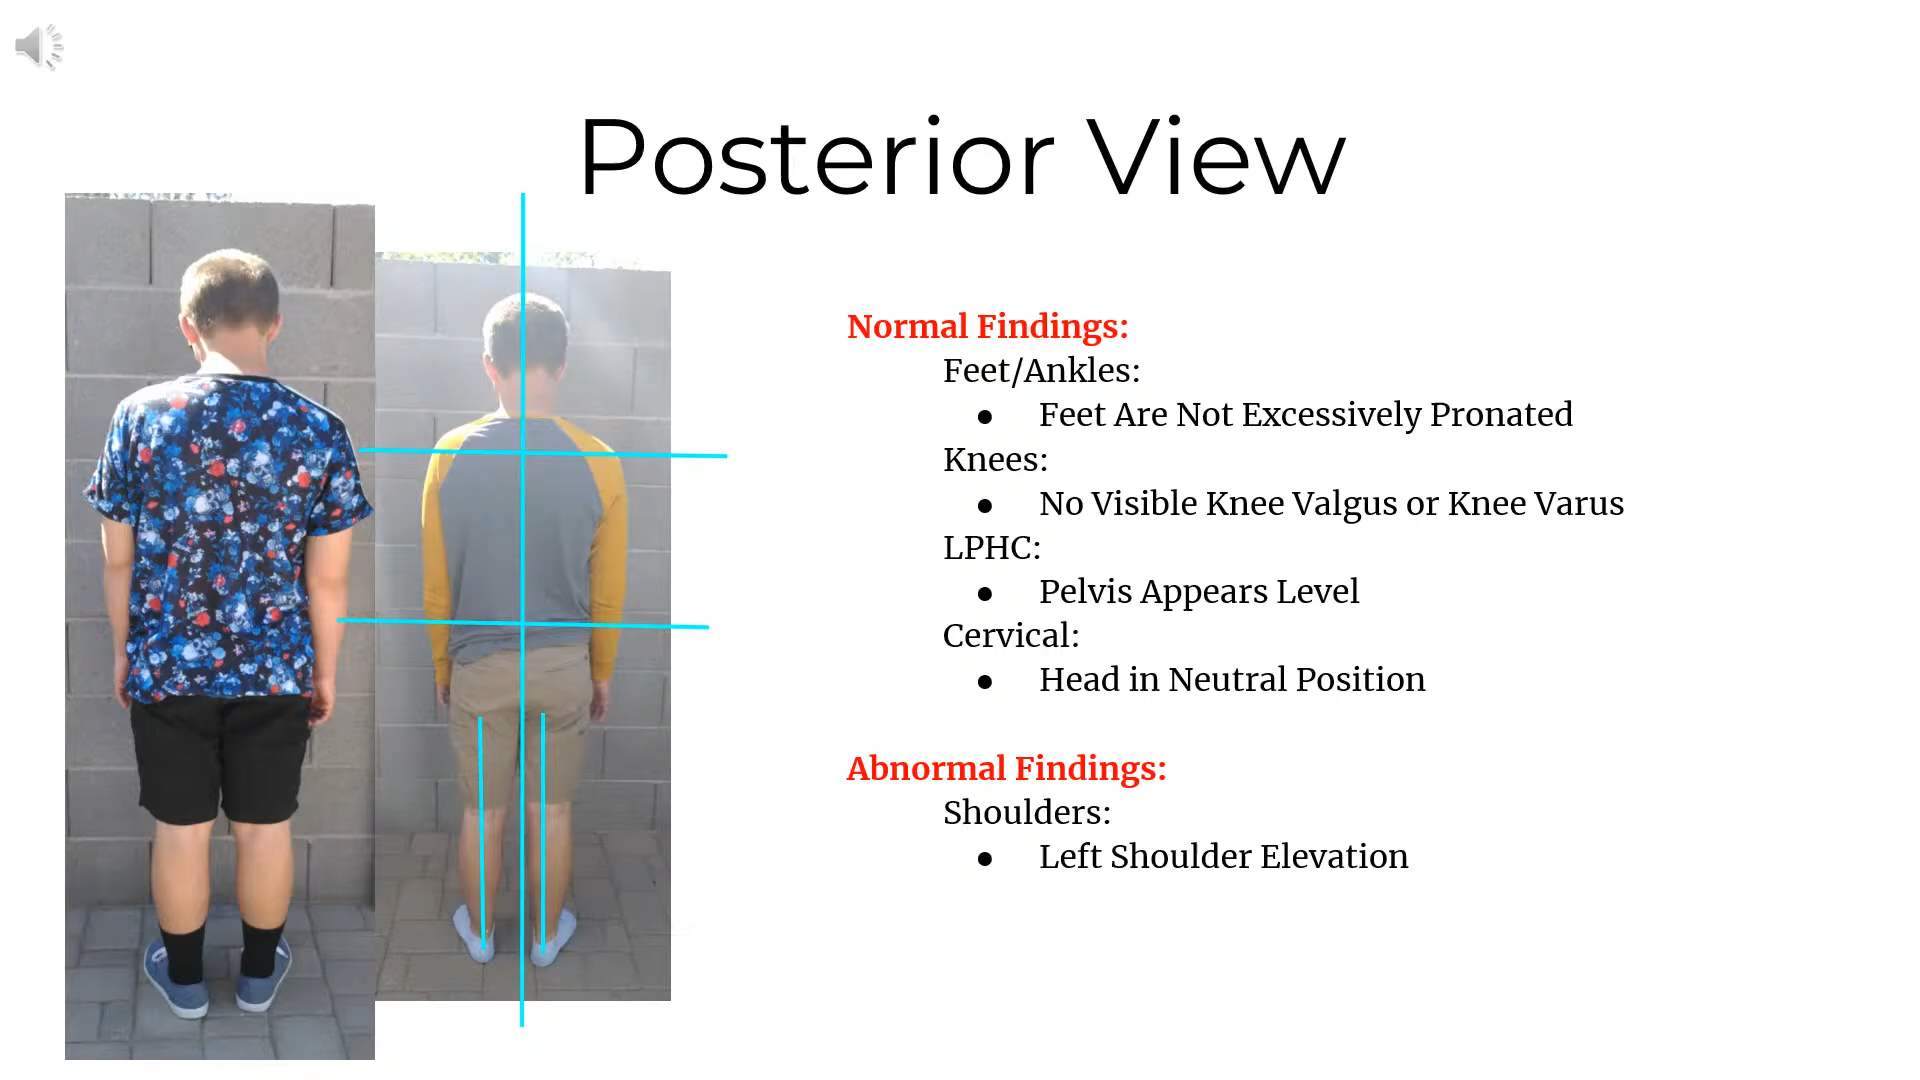 Posterior View
Normal Findings:
Feet/Ankles:
● Feet Are Not Excessively Pronated
Knees:
● No Visible Knee Valgus or Knee Varus
LPHC:
● Pelvis Appears Level
Cervical:
● Head in Neutral Position
Abnormal Findings:
Shoulders:
● Left Shoulder Elevation